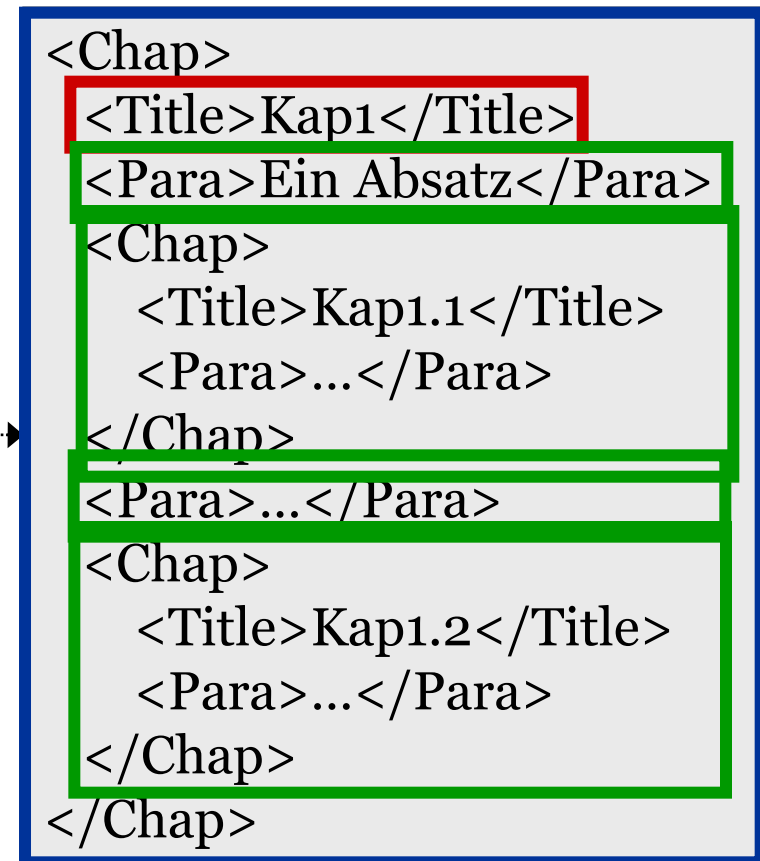 <Chap>
<Title>Kap1</Title>
<Para>Ein Absatz</Para>
<Chap>
<Title>Kap1.1</Title>
<Para>...</Para>
</Chap>
<Para>...</Para>
<Chap>
<Title>Kap1.2</Title>
<Para>...</Para>
</Chap>
</Chap>